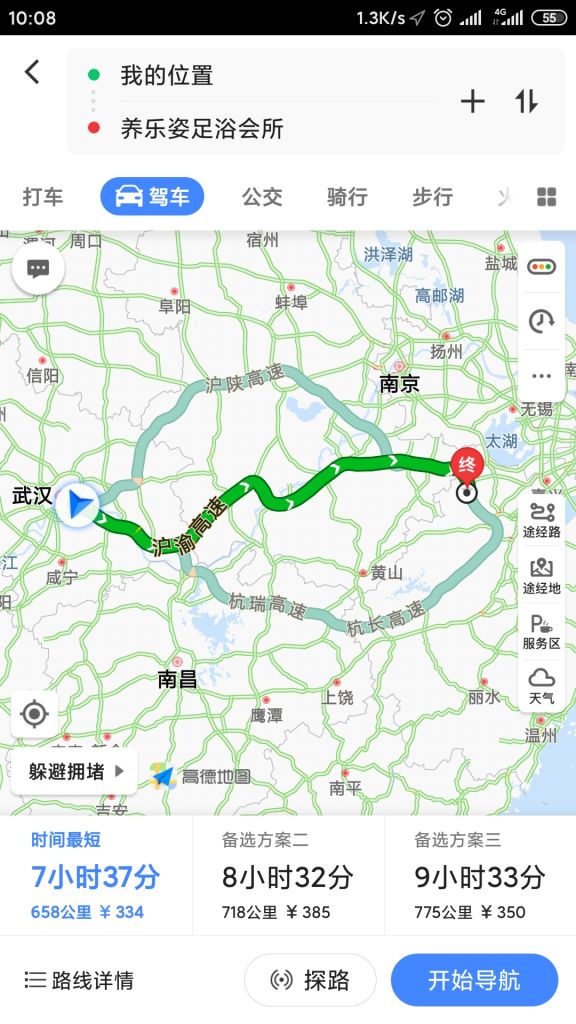 10:08
1.3K/s
4G
55
我的位置
养乐姿足浴会所
打车
驾车
公交
骑行
步行
周口
宿州
洪泽湖
盐城
高邮湖
阜阳
蚌埠
扬州
信阳
沪陕高速
南京
无锡
太湖
武汉
终
沪渝高速
途经路
咸宁
黄山
途经地
杭瑞高速
杭长高速
P
服务区
南昌
上饶
丽水
天气
鹰潭
温州
躲避拥堵
高德地图
南平
吉安
时间最短
7小时37分
658公里 ¥334
备选方案二
8小时32分
718公里 ¥385
备选方案三
9小时33分
775公里 ¥350
路线详情
探路
开始导航